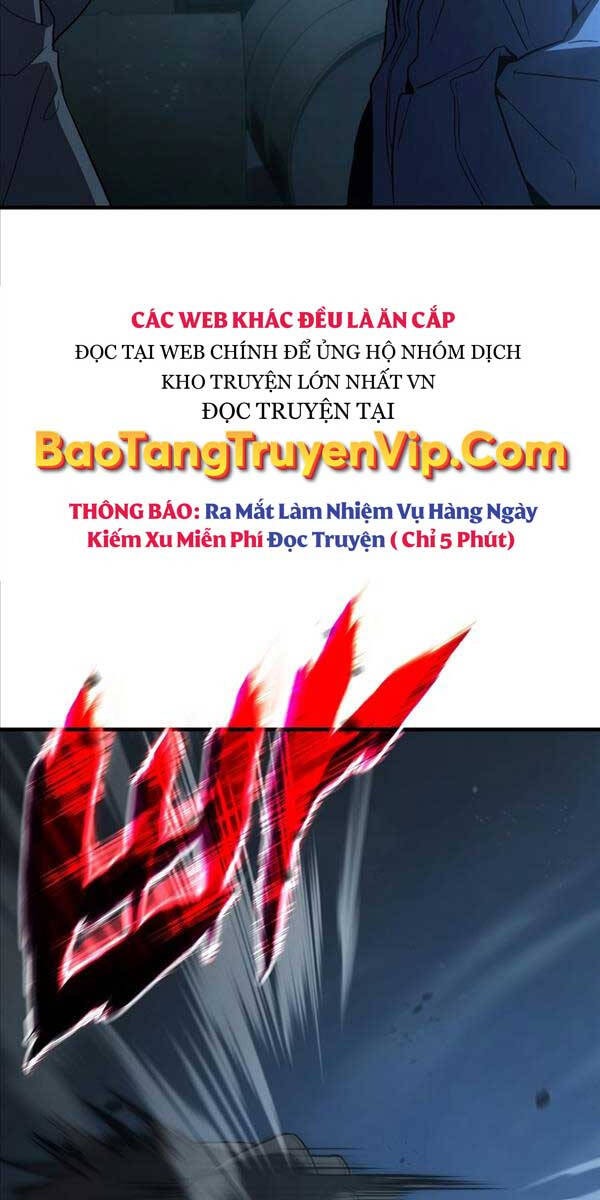 CÁC WEB KHÁC ĐỀU LÀ ĂN CẮP
ĐỌC TẠI WEB CHÍNH ĐỂ ỦNG HỘ NHÓM DỊCH
KHO TRUYỆN LỚN NHẤT VN
ĐỌC TRUYỆN TẠI
BaoTangTruyenVip.Com
THÔNG BÁO: Ra Mắt Làm Nhiệm Vụ Hàng Ngày
Kiếm Xu Miễn Phí Đọc Truyện ( Chỉ 5 Phút)